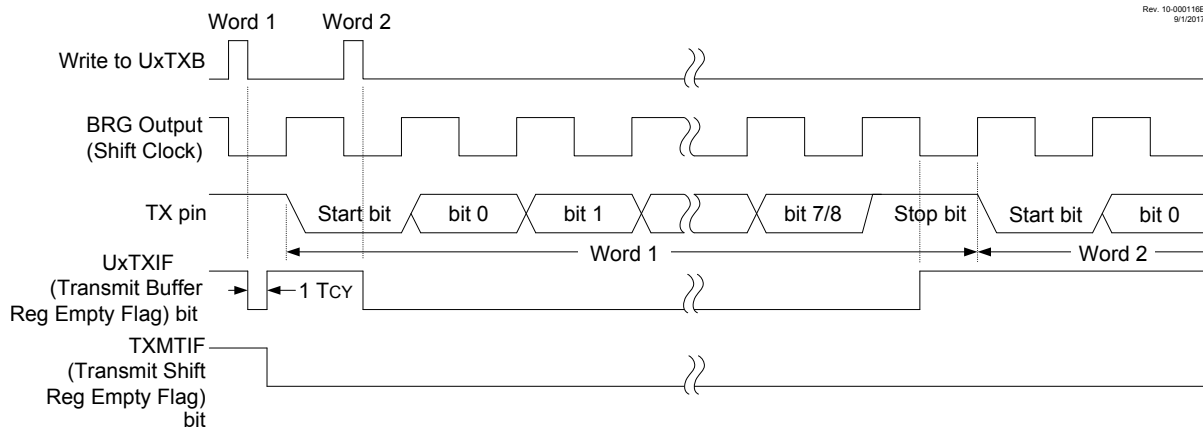 Rev. 10-000116B
9/1/2017
Word 1
Word 2
Write to UxTXB
BRG Output
(Shift Clock)
TX pin
Start bit
bit 0
bit 1
bit 7/8
Stop bit
Start bit
bit 0
Word 1
Word 2
UxTXIF
(Transmit Buffer
Reg Empty Flag) bit
1 TCY
TXMTIF
(Transmit Shift
Reg Empty Flag)
bit